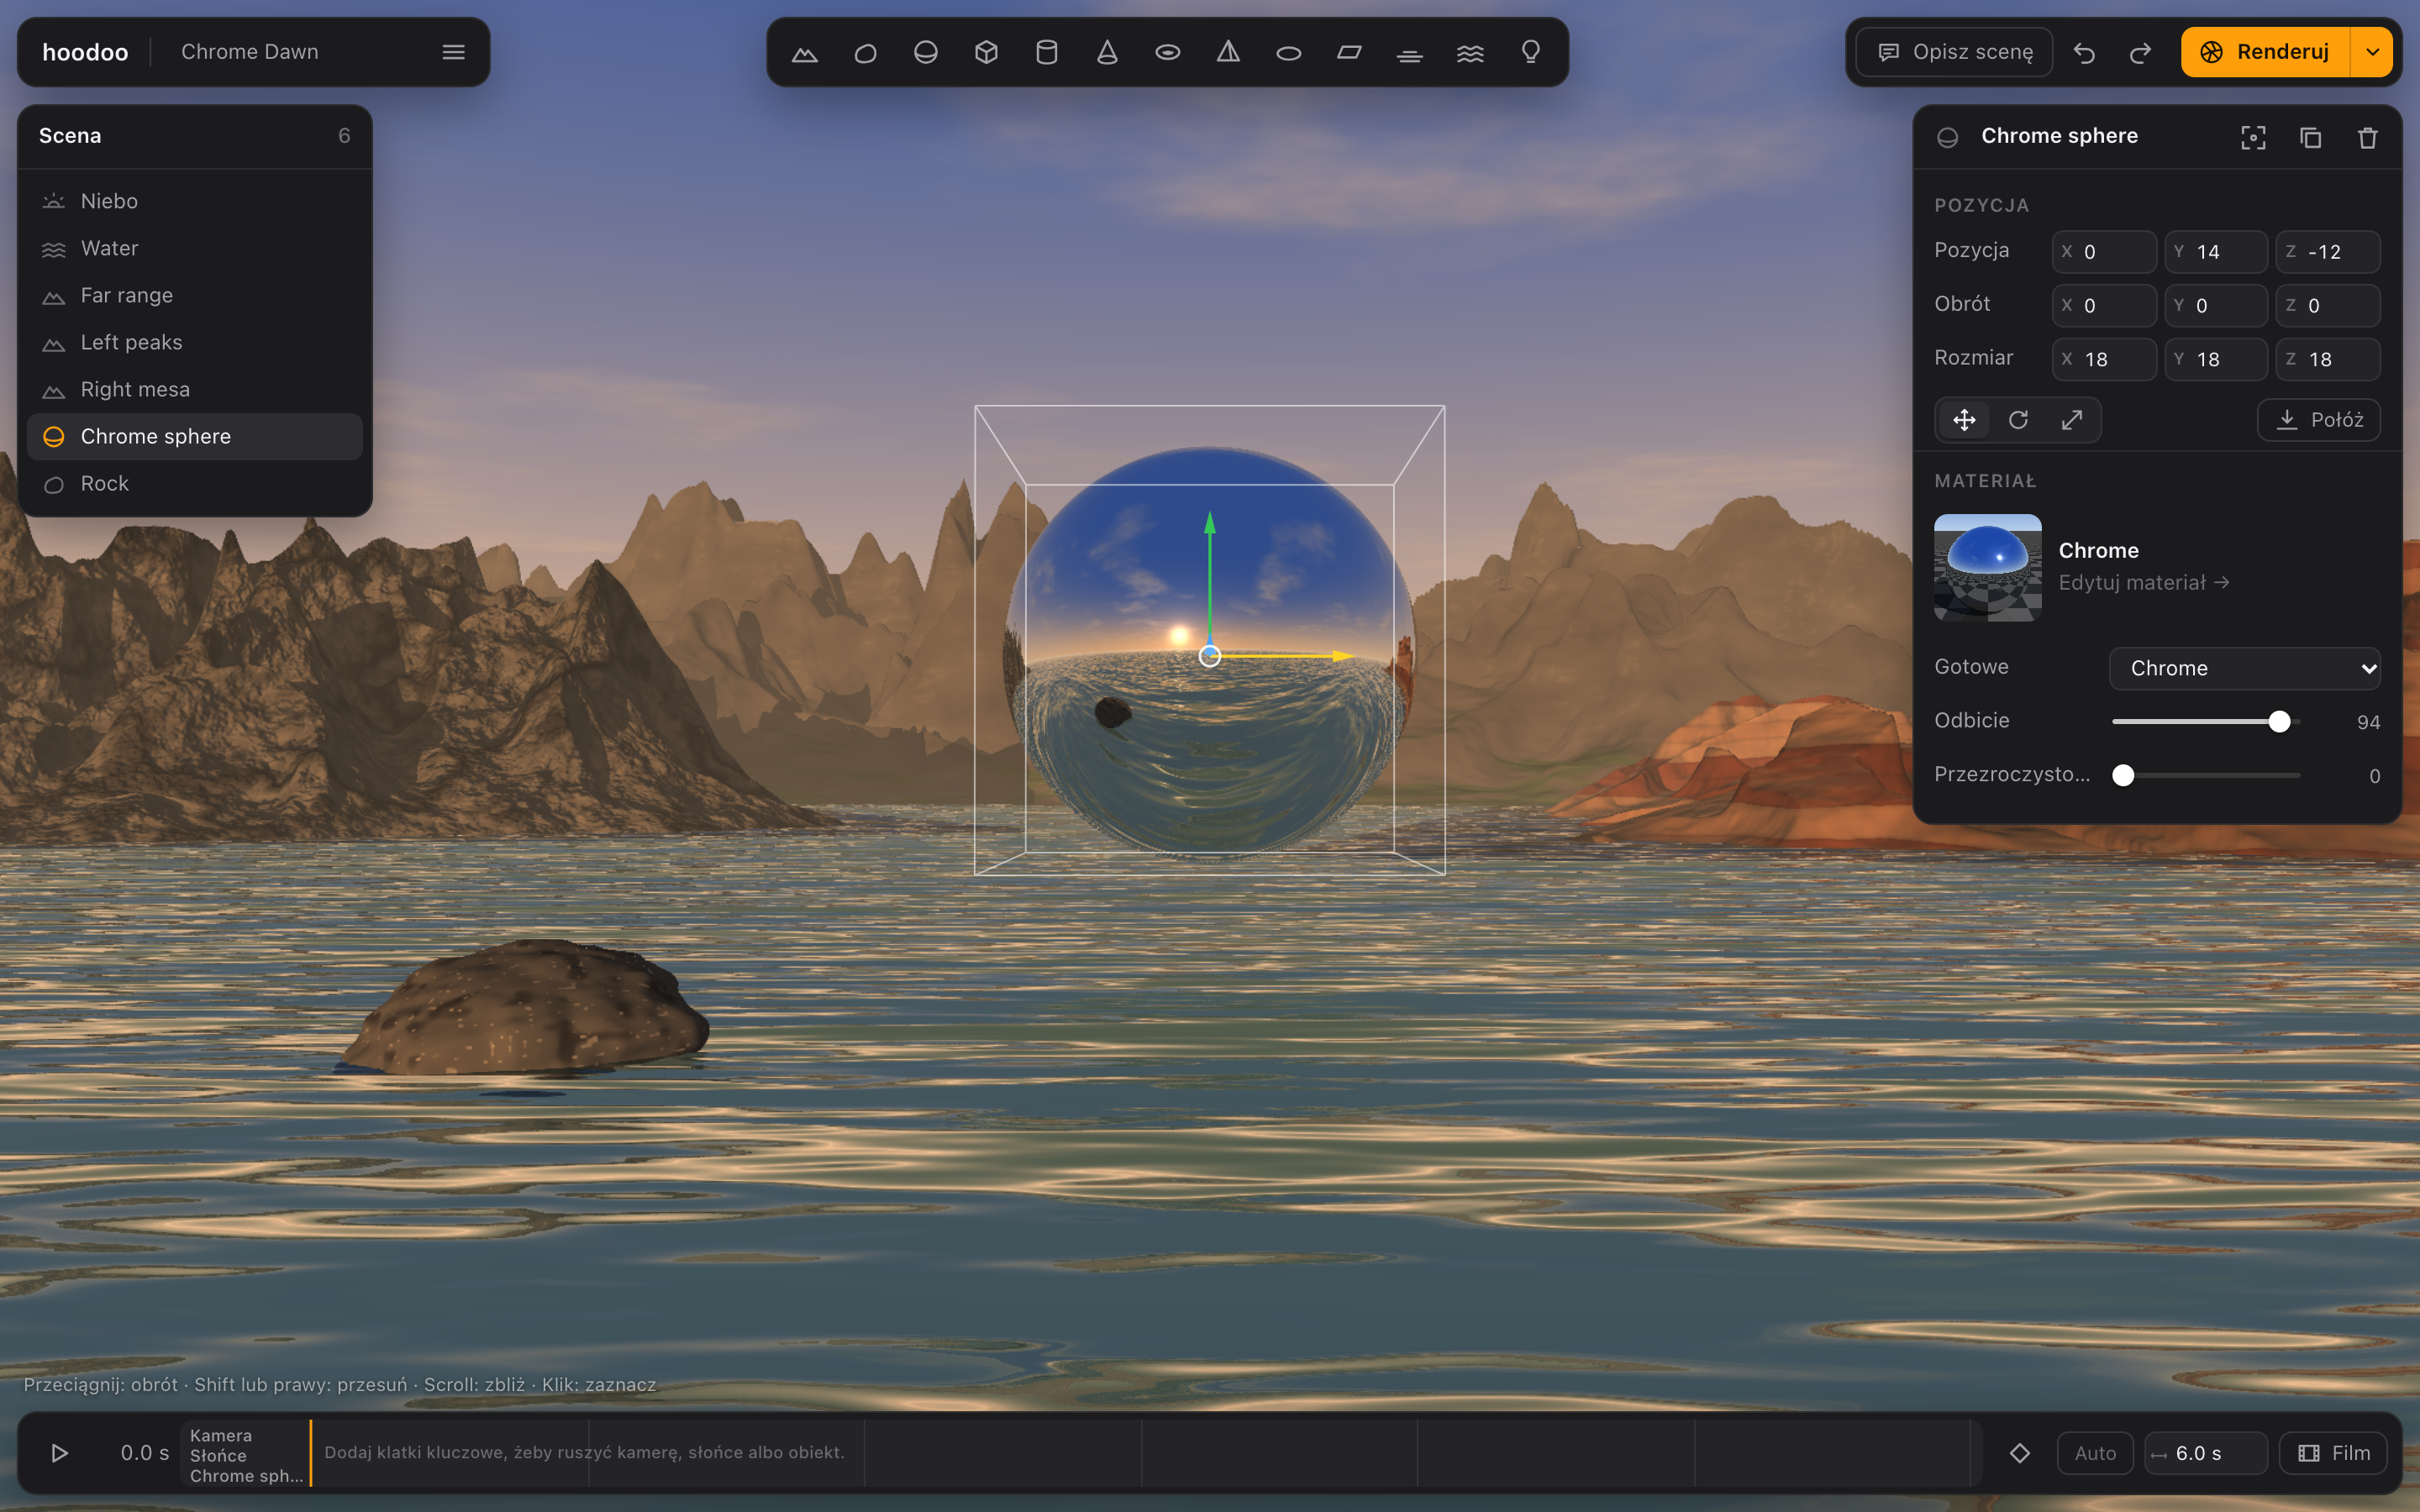 hoodoo
Chrome Dawn
Opisz scenę
Renderuj
Scena 6
Niebo
Water
Far range
Left peaks
Right mesa
Chrome sphere
Rock
Chrome sphere
POZYCJA
Pozycja X 0 Y 14 Z -12
Obrót X 0 Y 0 Z 0
Rozmiar X 18 Y 18 Z 18
Połóż
MATERIAŁ
Chrome
Edytuj materiał →
Gotowe Chrome
Odbicie 94
Przezroczysto... 0
Przeciągnij: obrót · Shift lub prawy: przesuń · Scroll: zbliż · Klik: zaznacz
0.0 s
Kamera
Słońce
Chrome sph...
Dodaj klatki kluczowe, żeby ruszyć kamerę, słońce albo obiekt.
Auto
6.0 s
Film